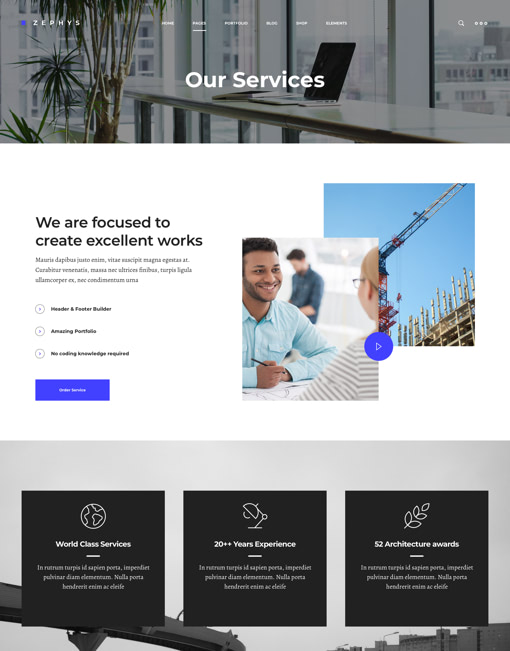 ZEPHYS
HOME PAGES PORTFOLIO BLOG SHOP ELEMENTS
Our Services
We are focused to
create excellent works
Mauris dapibus justo enim, vitae suscipit magna egestas at.
Curabitur venenatis, massa nec ultrices finibus, turpis ligula
ullamcorper ex, nec condimentum urna
Header & Footer Builder
Amazing Portfolio
No coding knowledge required
Order Service
World Class Services
In rutrum turpis id sapien porta, imperdiet
pulvinar diam elementum. Nulla porta
hendrerit enim ac eleife
20++ Years Experience
In rutrum turpis id sapien porta, imperdiet
pulvinar diam elementum. Nulla porta
hendrerit enim ac eleife
52 Architecture awards
In rutrum turpis id sapien porta, imperdiet
pulvinar diam elementum. Nulla porta
hendrerit enim ac eleife